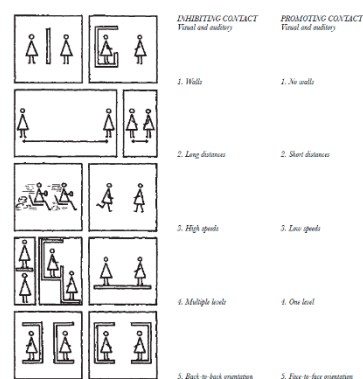 INHIBITING CONTACT
Visual and auditory
PROMOTING CONTACT
Visual and auditory
1. Walls
1. No walls
2. Long distances
2. Short distances
3. High speeds
3. Low speeds
4. Multiple levels
4. One level
5. Back-to-back orientation
5. Face-to-face orientation